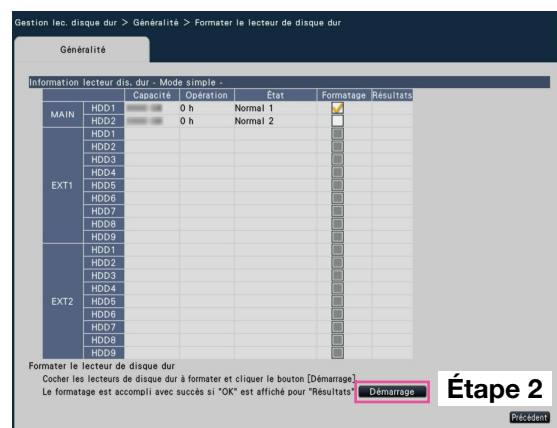 Gestion lec. disque dur > Généralité > Formater le lecteur de disque dur
Généralité
Information lecteur dis. dur - Mode simple -
Capacité Opération État Formatage Résultats
MAIN
HDD1 0 h Normal 1
HDD2 0 h Normal 2
EXT1
HDD1
HDD2
HDD3
HDD4
HDD5
HDD6
HDD7
HDD8
HDD9
EXT2
HDD1
HDD2
HDD3
HDD4
HDD5
HDD6
HDD7
HDD8
HDD9
Formater le lecteur de disque dur
Cocher les lecteurs de disque dur à formater et cliquer le bouton [Démarrage]
Le formatage est accompli avec succès si "OK" est affiché pour "Résultats" Démarrage
Étape 2
Précédent